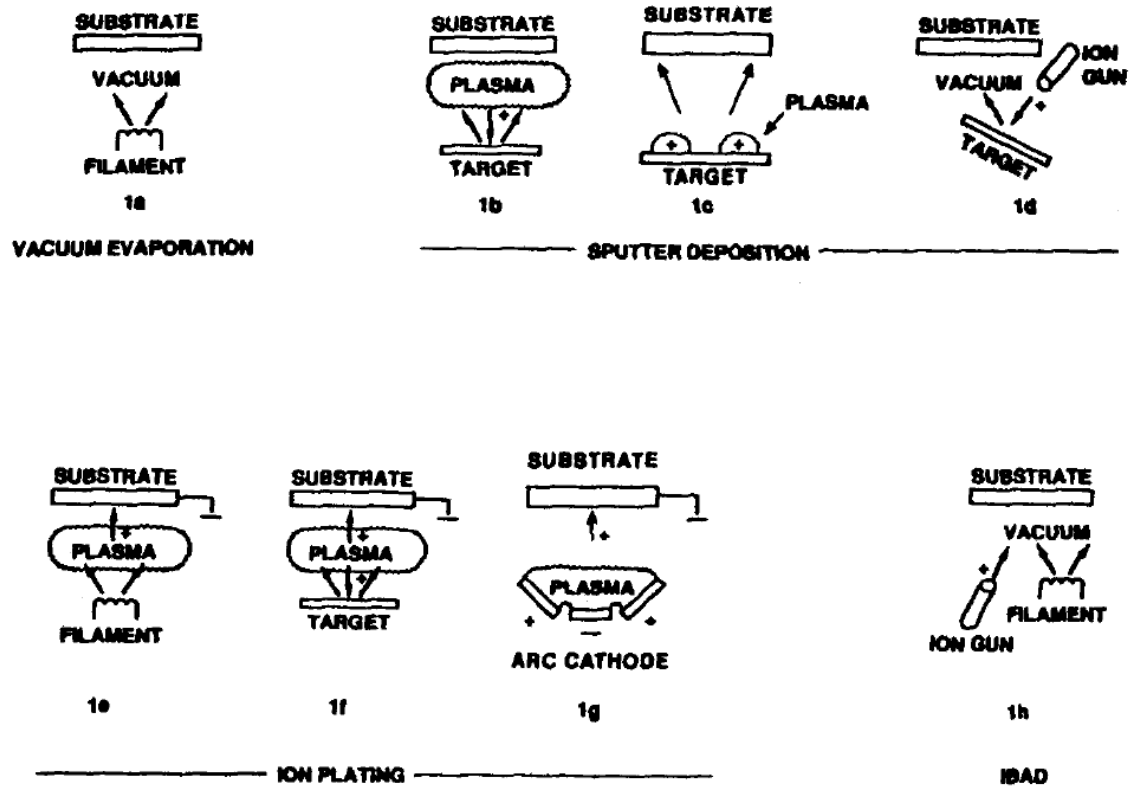 SUBSTRATE
VACUUM
FILAMENT
1a
VACUUM EVAPORATION
SUBSTRATE
PLASMA
+
TARGET
1b
SUBSTRATE
PLASMA
+ +
TARGET
1c
SUBSTRATE
ION
GUN
VACUUM
+
TARGET
1d
SPUTTER DEPOSITION
SUBSTRATE
+
PLASMA
FILAMENT
1e
SUBSTRATE
+
PLASMA
+
TARGET
1f
SUBSTRATE
+
PLASMA
+ − +
ARC CATHODE
1g
ION PLATING
SUBSTRATE
VACUUM
+
FILAMENT
ION GUN
1h
IBAD